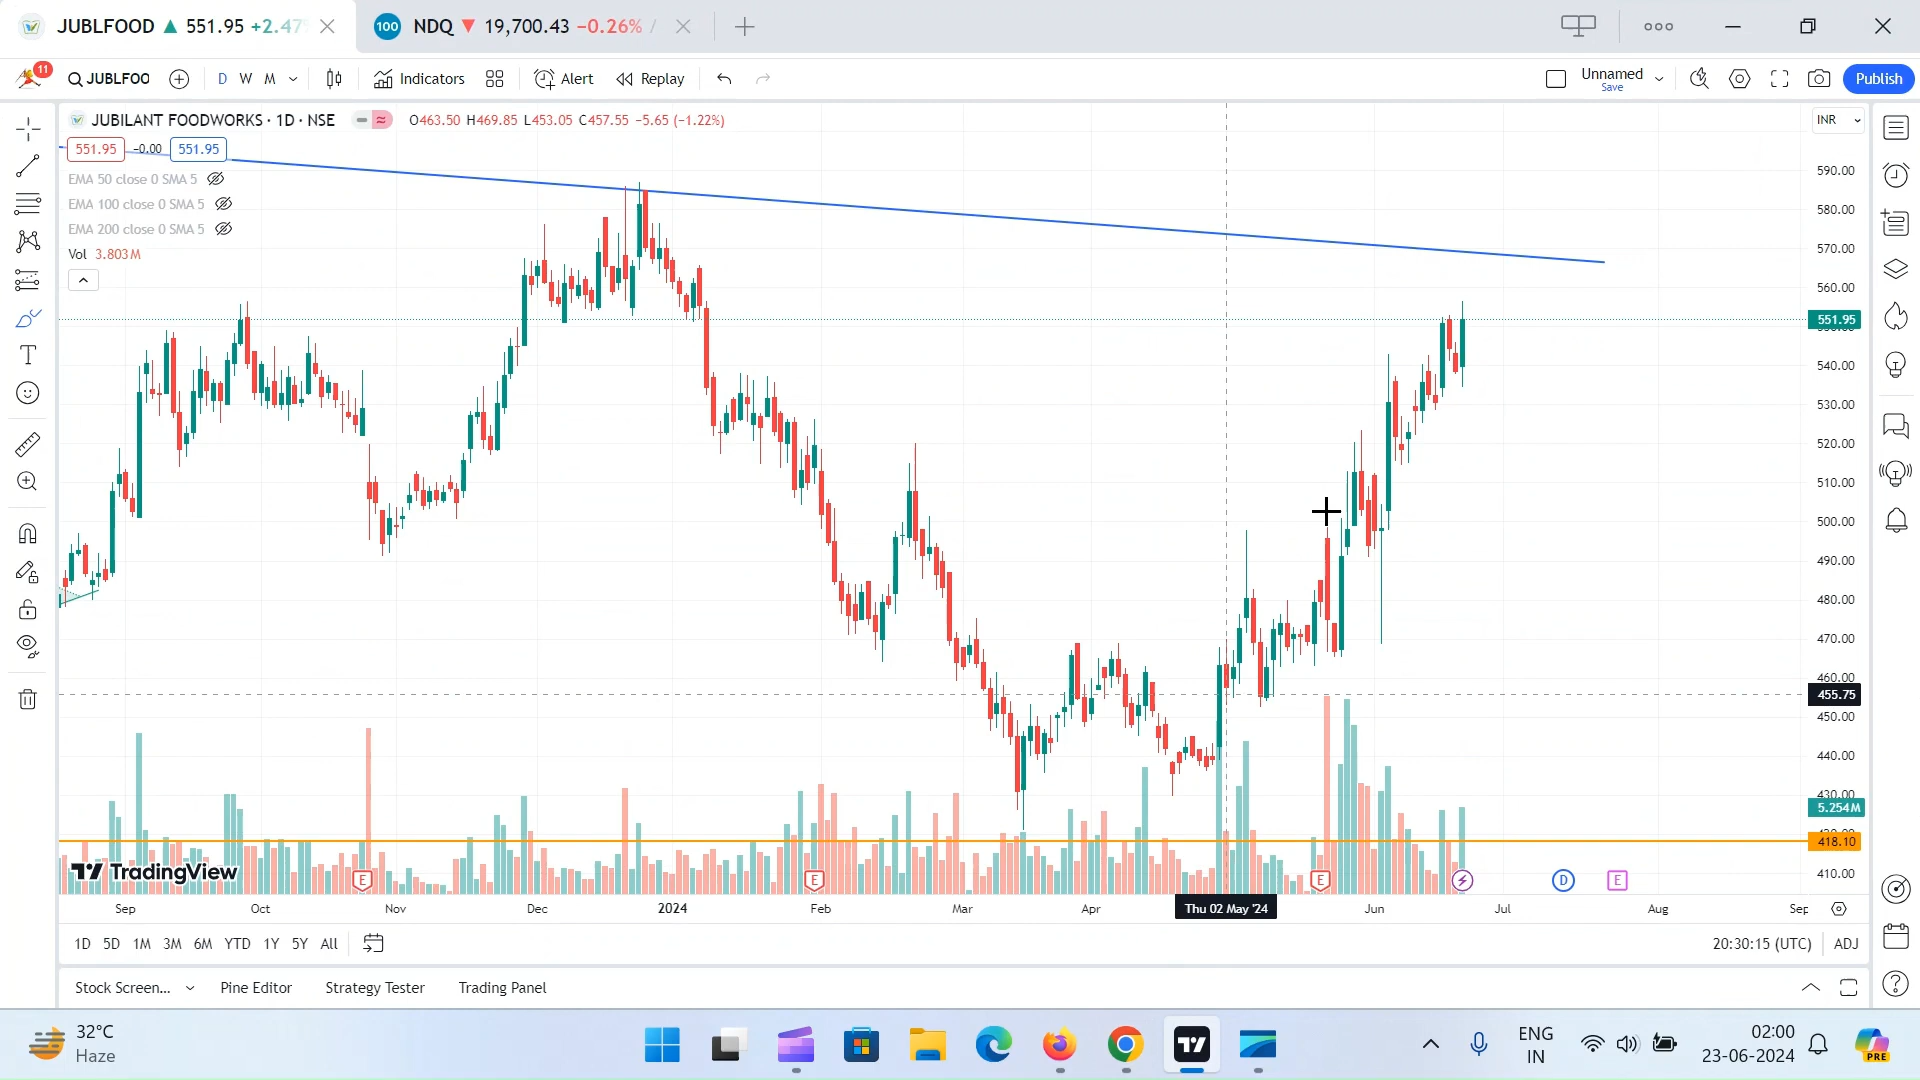 JUBLFOOD ▲ 551.95 +2.47
100 NDQ ▼ 19,700.43 −0.26% /
11 JUBLFOO D W M Indicators Alert Replay Unnamed Save Publish
JUBILANT FOODWORKS · 1D · NSE O463.50 H469.85 L453.05 C457.55 −5.65 (−1.22%) INR
551.95 −0.00 551.95
EMA 50 close 0 SMA 5
EMA 100 close 0 SMA 5
EMA 200 close 0 SMA 5
Vol 3.803M
590.00
580.00
570.00
560.00
551.95
540.00
530.00
520.00
510.00
500.00
490.00
480.00
470.00
460.00
455.75
450.00
440.00
430.00
5.254M
418.10
410.00
TradingView
E E E D E
Sep Oct Nov Dec 2024 Feb Mar Apr Thu 02 May '24 Jun Jul Aug Sep
1D 5D 1M 3M 6M YTD 1Y 5Y All 20:30:15 (UTC) ADJ
Stock Screen... Pine Editor Strategy Tester Trading Panel
32°C
Haze
ENG
IN
02:00
23-06-2024
PRE